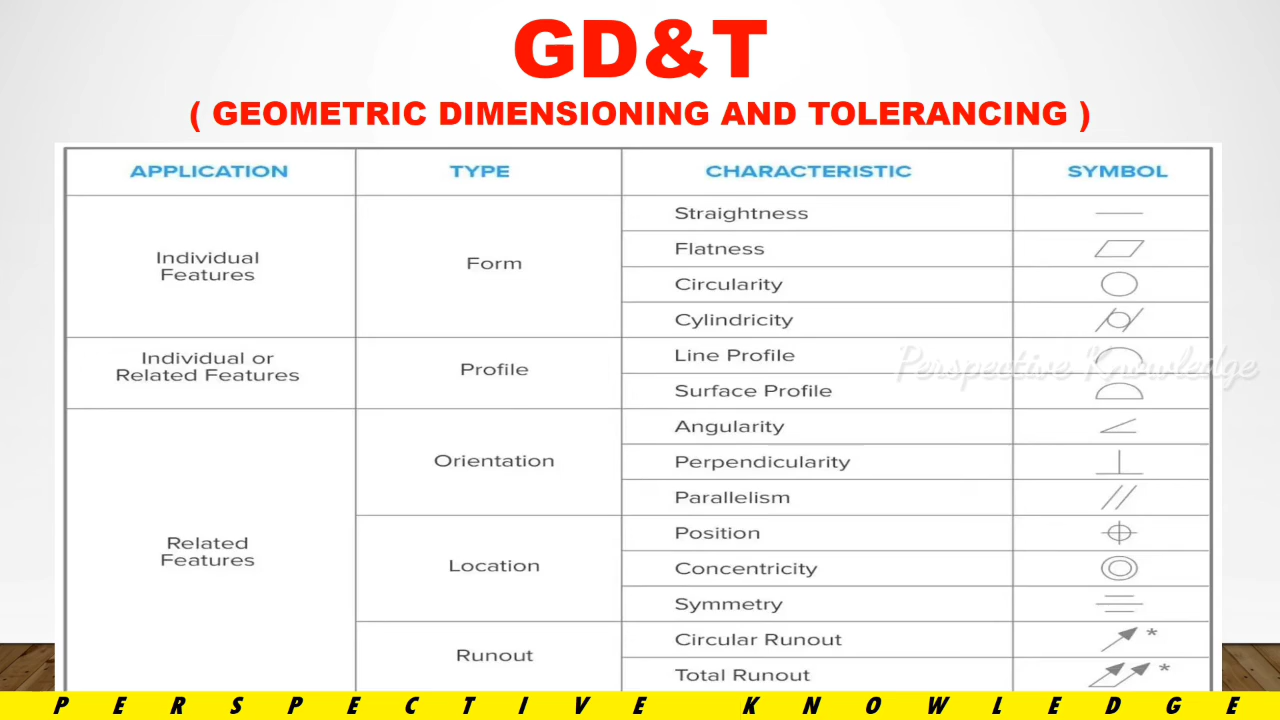 GD&T
( GEOMETRIC DIMENSIONING AND TOLERANCING )
APPLICATION TYPE CHARACTERISTIC SYMBOL
Individual
Features
Form
Straightness
Flatness
Circularity
Cylindricity
Individual or
Related Features
Profile
Line Profile
Surface Profile
Perspective Knowledge
Related
Features
Orientation
Angularity
Perpendicularity
Parallelism
Location
Position
Concentricity
Symmetry
Runout
Circular Runout *
Total Runout *
PERSPECTIVE KNOWLEDGE